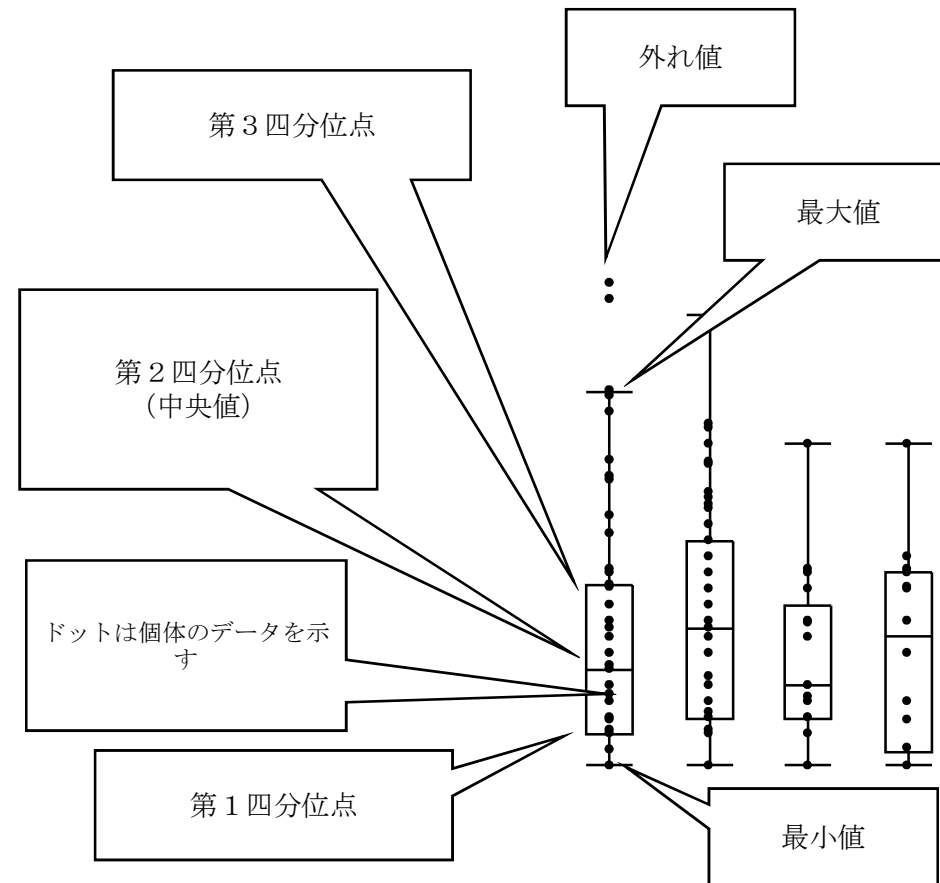 外れ値
第３四分位点
最大値
第２四分位点
（中央値）
ドットは個体のデータを示
す
第１四分位点
最小値